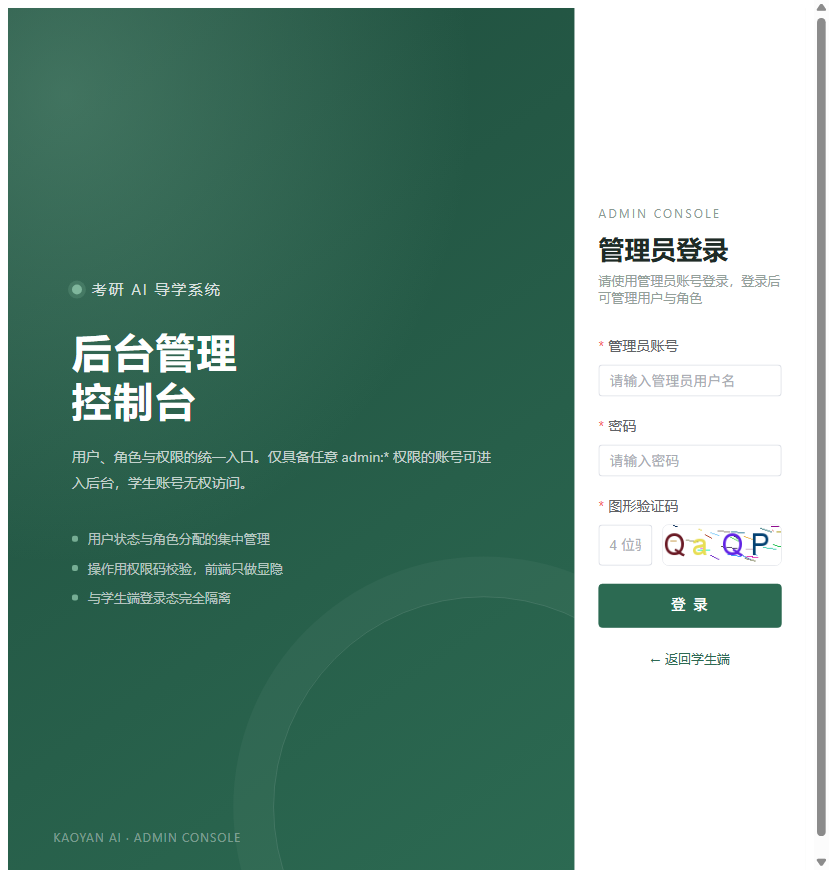 考研 AI 导学系统
后台管理
控制台
用户、角色与权限的统一入口。仅具备任意 admin:* 权限的账号可进
入后台，学生账号无权访问。
用户状态与角色分配的集中管理
操作用权限码校验，前端只做显隐
与学生端登录态完全隔离
KAOYAN AI · ADMIN CONSOLE
ADMIN CONSOLE
管理员登录
请使用管理员账号登录，登录后
可管理用户与角色
* 管理员账号
请输入管理员用户名
* 密码
请输入密码
* 图形验证码
4 位
Qa QP
登 录
← 返回学生端